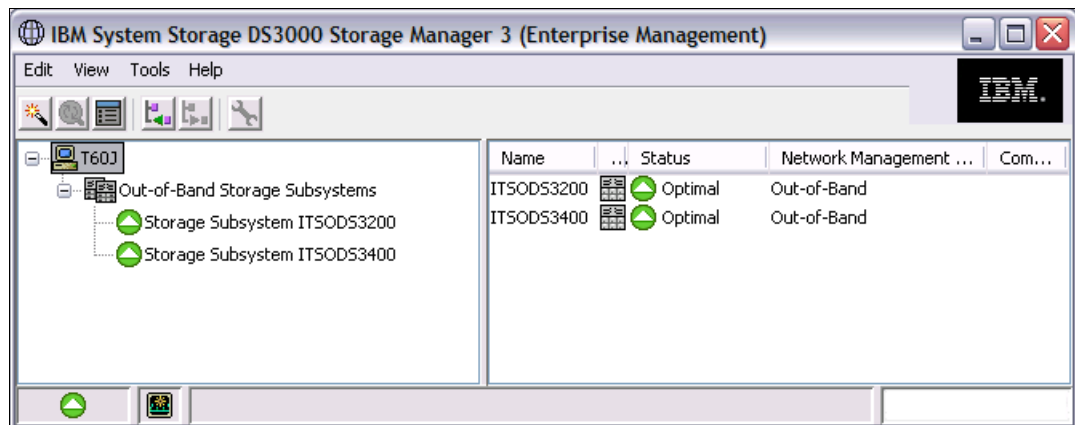 IBM System Storage DS3000 Storage Manager 3 (Enterprise Management)
Edit View Tools Help
IBM.
T60J
Out-of-Band Storage Subsystems
Storage Subsystem ITSODS3200
Storage Subsystem ITSODS3400
Name ... Status Network Management ... Com...
ITSODS3200 Optimal Out-of-Band
ITSODS3400 Optimal Out-of-Band